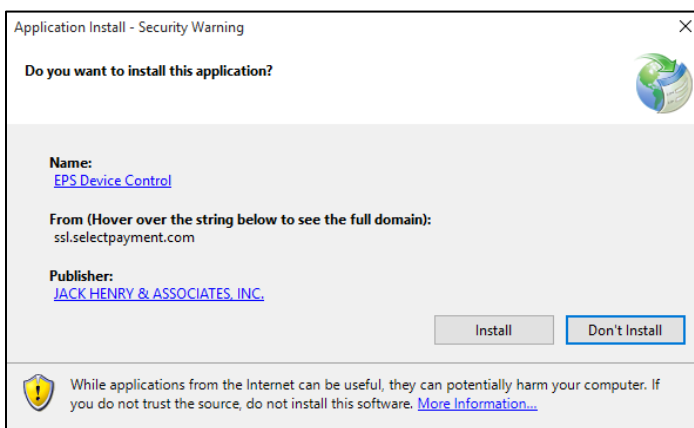 Application Install - Security Warning
Do you want to install this application?
Name:
EPS Device Control
From (Hover over the string below to see the full domain):
ssl.selectpayment.com
Publisher:
JACK HENRY & ASSOCIATES, INC.
Install
Don't Install
While applications from the Internet can be useful, they can potentially harm your computer. If
you do not trust the source, do not install this software. More Information...